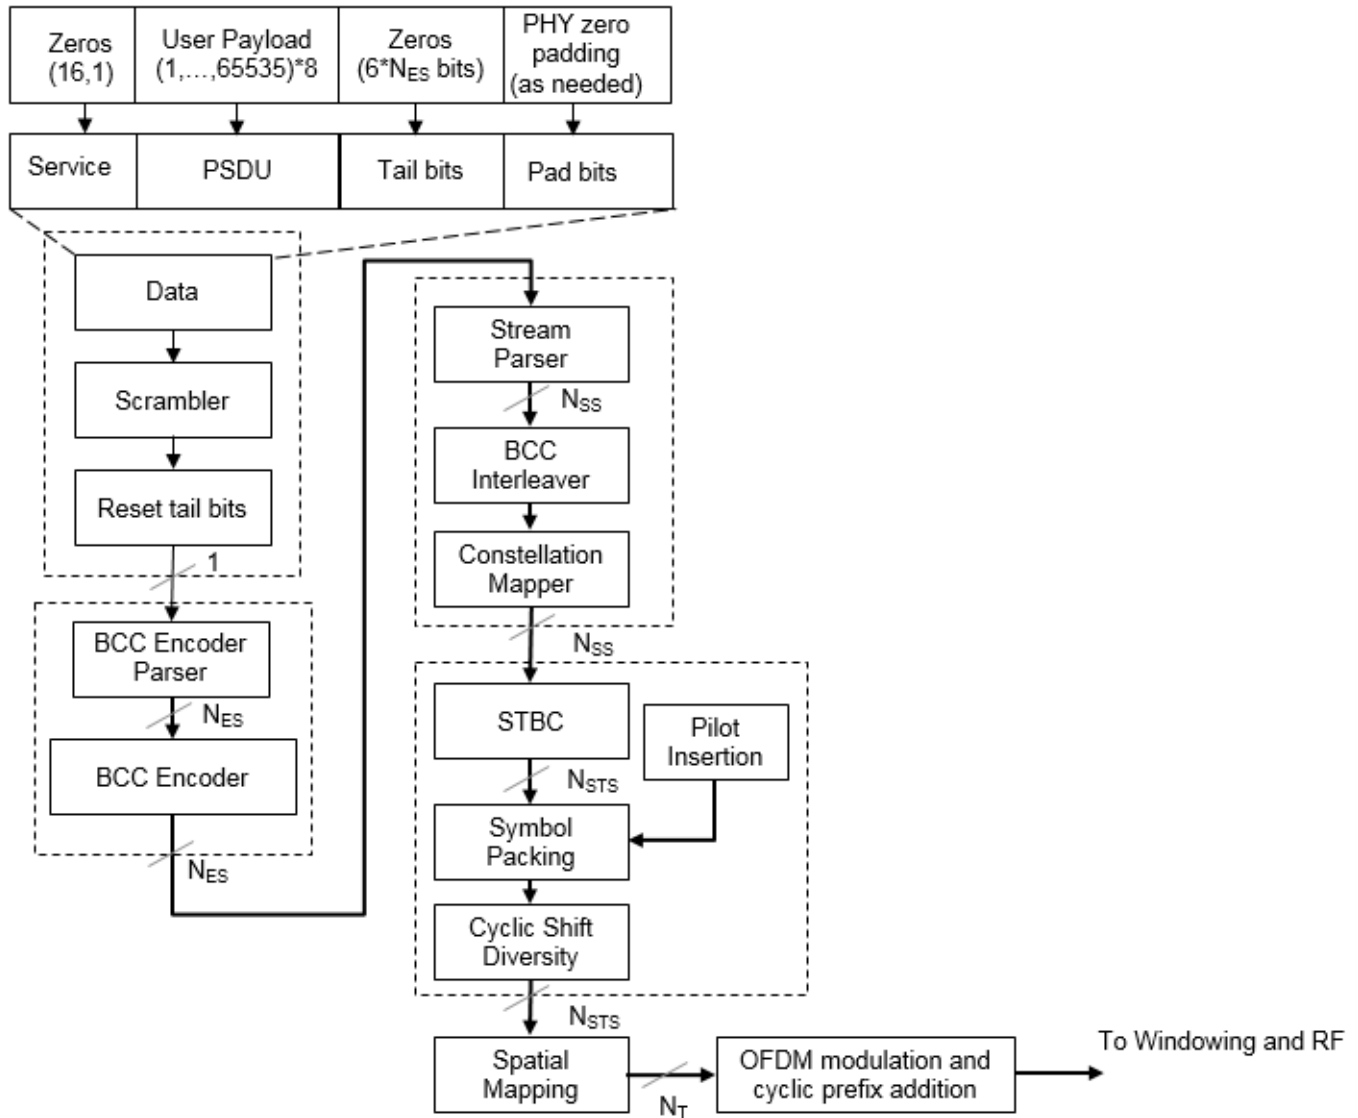 Zeros
(16,1)
User Payload
(1,...,65535)*8
Zeros
(6*N_ES bits)
PHY zero
padding
(as needed)
Service
PSDU
Tail bits
Pad bits
Data
Scrambler
Reset tail bits
1
BCC Encoder
Parser
N_ES
BCC Encoder
N_ES
Stream
Parser
N_SS
BCC
Interleaver
Constellation
Mapper
N_SS
STBC
Pilot
Insertion
N_STS
Symbol
Packing
Cyclic Shift
Diversity
N_STS
Spatial
Mapping
N_T
OFDM modulation and
cyclic prefix addition
To Windowing and RF